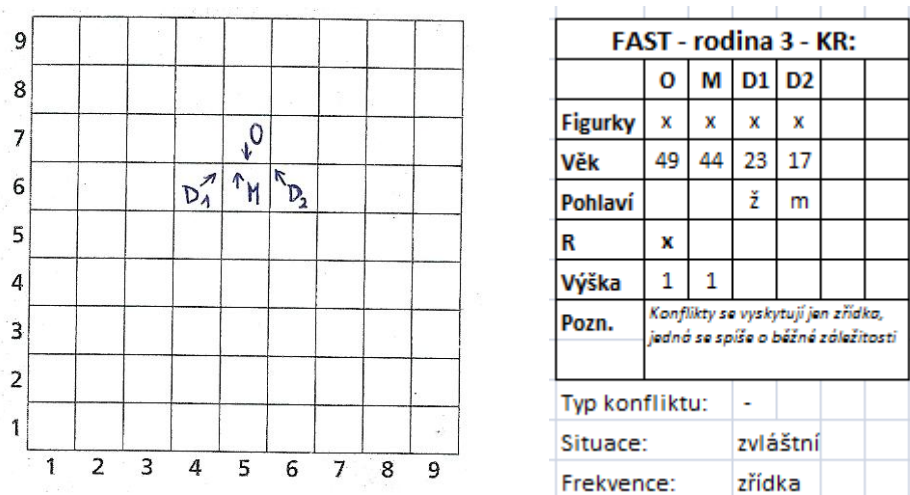 9
8
7 O
6 D1 M D2
5
4
3
2
1
1 2 3 4 5 6 7 8 9
FAST - rodina 3 - KR:
O M D1 D2
Figurky x x x x
Věk 49 44 23 17
Pohlaví ž m
R x
Výška 1 1
Pozn. Konflikty se vyskytují jen zřídka,
jedná se spíše o běžné záležitosti
Typ konfliktu: -
Situace: zvláštní
Frekvence: zřídka